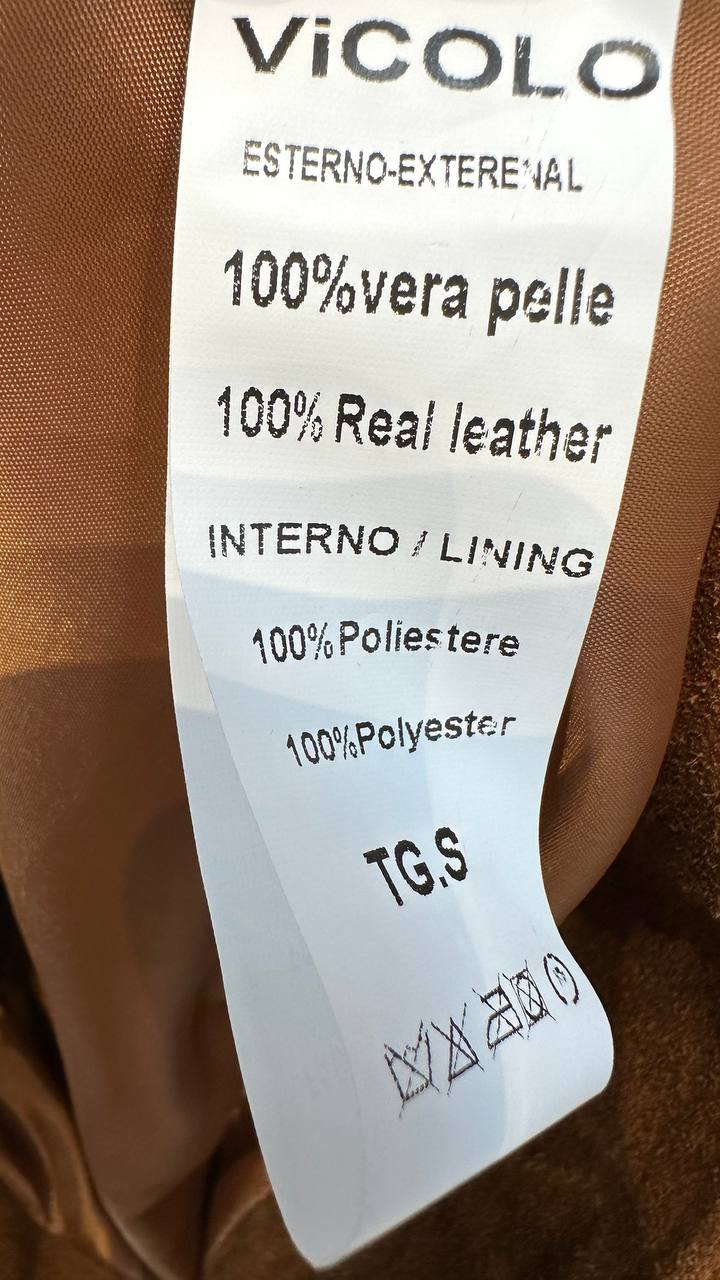 ViCOLO
ESTERNO-EXTERENAL
100%vera pelle
100% Real leather
INTERNO / LINING
100%Poliestere
100%Polyester
TG.S